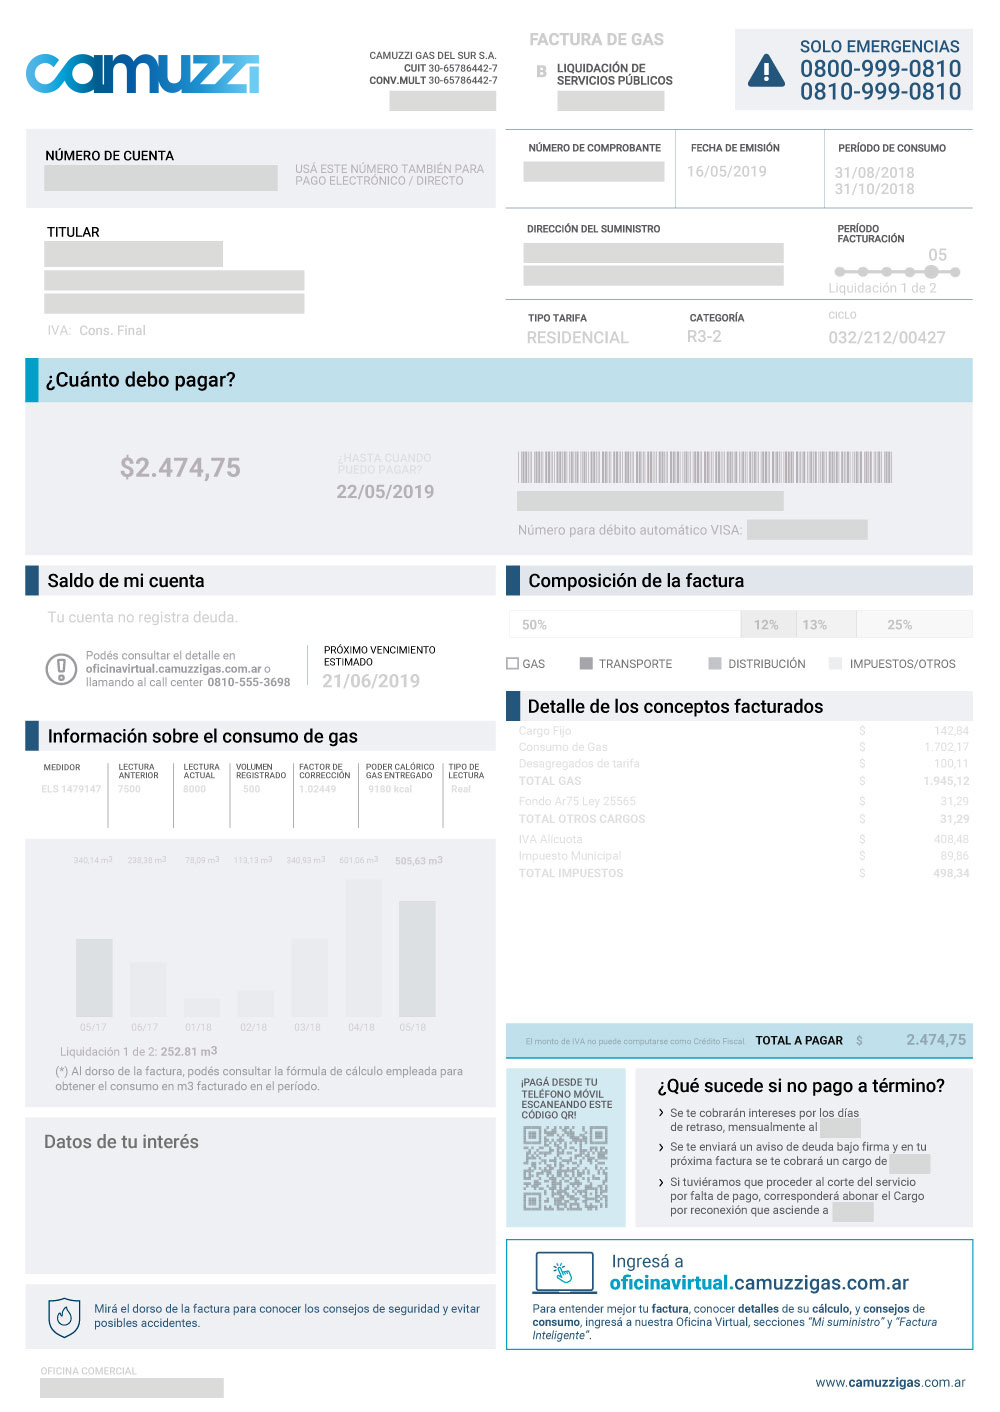 camuzzi
CAMUZZI GAS DEL SUR S.A.
CUIT 30-65786442-7
CONV.MULT 30-65786442-7
FACTURA DE GAS
B LIQUIDACIÓN DE
SERVICIOS PÚBLICOS
SOLO EMERGENCIAS
0800-999-0810
0810-999-0810
NÚMERO DE CUENTA
USÁ ESTE NÚMERO TAMBIÉN PARA
PAGO ELECTRÓNICO / DIRECTO
NÚMERO DE COMPROBANTE
FECHA DE EMISIÓN
16/05/2019
PERÍODO DE CONSUMO
31/08/2018
31/10/2018
TITULAR
IVA: Cons. Final
DIRECCIÓN DEL SUMINISTRO
PERÍODO
FACTURACIÓN
05
Liquidación 1 de 2
TIPO TARIFA
RESIDENCIAL
CATEGORÍA
R3-2
CICLO
032/212/00427
¿Cuánto debo pagar?
$2.474,75
¿HASTA CUANDO
PUEDO PAGAR?
22/05/2019
Número para débito automático VISA:
Saldo de mi cuenta
Tu cuenta no registra deuda.
Podés consultar el detalle en
oficinavirtual.camuzzigas.com.ar o
llamando al call center 0810-555-3698
PRÓXIMO VENCIMIENTO
ESTIMADO
21/06/2019
Composición de la factura
50% 12% 13% 25%
GAS TRANSPORTE DISTRIBUCIÓN IMPUESTOS/OTROS
Información sobre el consumo de gas
MEDIDOR
ELS 1479147
LECTURA
ANTERIOR
7500
LECTURA
ACTUAL
8000
VOLUMEN
REGISTRADO
500
FACTOR DE
CORRECCIÓN
1.02449
PODER CALÓRICO
GAS ENTREGADO
9180 kcal
TIPO DE
LECTURA
Real
340,14 m3 238,38 m3 78,09 m3 113,13 m3 340,93 m3 601,06 m3 505,63 m3
05/17 06/17 01/18 02/18 03/18 04/18 05/18
Liquidación 1 de 2: 252.81 m3
(*) Al dorso de la factura, podés consultar la fórmula de cálculo empleada para
obtener el consumo en m3 facturado en el período.
Detalle de los conceptos facturados
Cargo Fijo $ 142,84
Consumo de Gas $ 1.702,17
Desagregados de tarifa $ 100,11
TOTAL GAS $ 1.945,12
Fondo Ar75 Ley 25565 $ 31,29
TOTAL OTROS CARGOS $ 31,29
IVA Alícuota $ 408,48
Impuesto Municipal $ 89,86
TOTAL IMPUESTOS $ 498,34
El monto de IVA no puede computarse como Crédito Fiscal. TOTAL A PAGAR $ 2.474,75
Datos de tu interés
¡PAGÁ DESDE TU
TELÉFONO MÓVIL
ESCANEANDO ESTE
CÓDIGO QR!
¿Qué sucede si no pago a término?
Se te cobrarán intereses por los días
de retraso, mensualmente al
Se te enviará un aviso de deuda bajo firma y en tu
próxima factura se te cobrará un cargo de
Si tuviéramos que proceder al corte del servicio
por falta de pago, corresponderá abonar el Cargo
por reconexión que asciende a
Ingresá a
oficinavirtual.camuzzigas.com.ar
Para entender mejor tu factura, conocer detalles de su cálculo, y consejos de
consumo, ingresá a nuestra Oficina Virtual, secciones "Mi suministro" y "Factura
Inteligente".
Mirá el dorso de la factura para conocer los consejos de seguridad y evitar
posibles accidentes.
OFICINA COMERCIAL
www.camuzzigas.com.ar